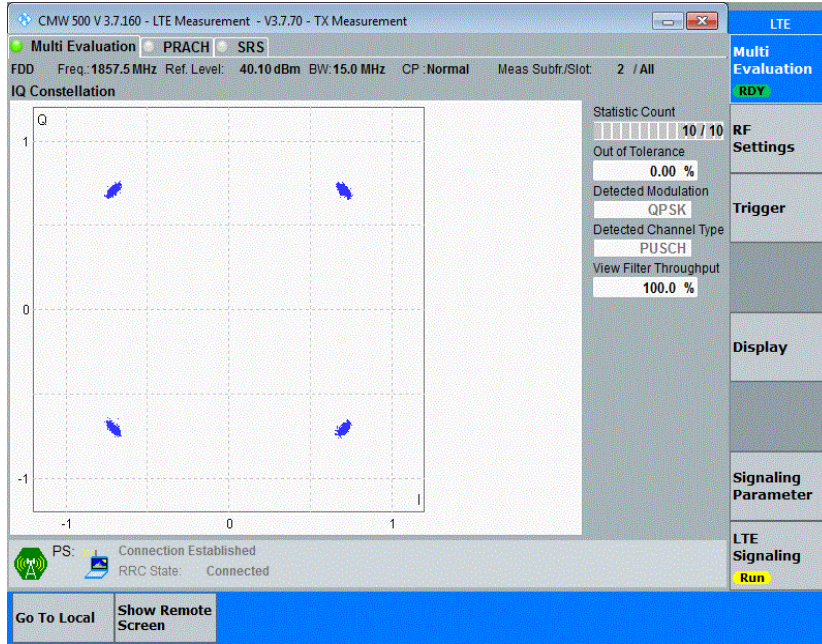 CMW 500 V 3.7.160 - LTE Measurement - V3.7.70 - TX Measurement
LTE
Multi Evaluation PRACH SRS
Multi
Evaluation
RDY
FDD Freq.: 1857.5 MHz Ref. Level: 40.10 dBm BW: 15.0 MHz CP : Normal Meas Subfr./Slot: 2 / All
IQ Constellation
Q
1
0
-1
-1 0 1
I
Statistic Count
10 / 10
Out of Tolerance
0.00 %
Detected Modulation
QPSK
Detected Channel Type
PUSCH
View Filter Throughput
100.0 %
RF
Settings
Trigger
Display
Signaling
Parameter
LTE
Signaling
Run
PS: Connection Established
RRC State: Connected
Go To Local
Show Remote
Screen